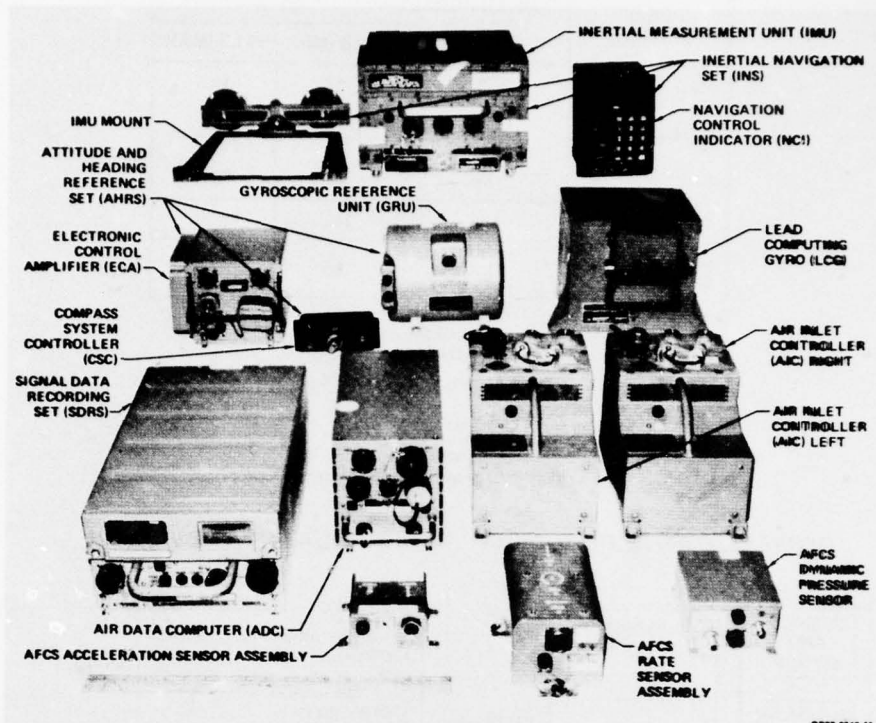 INERTIAL MEASUREMENT UNIT (IMU)
INERTIAL NAVIGATION
SET (INS)
NAVIGATION
CONTROL
INDICATOR (NCI)
IMU MOUNT
ATTITUDE AND
HEADING
REFERENCE
SET (AHRS)
GYROSCOPIC REFERENCE
UNIT (GRU)
ELECTRONIC
CONTROL
AMPLIFIER (ECA)
LEAD
COMPUTING
GYRO (LCG)
COMPASS
SYSTEM
CONTROLLER
(CSC)
AIR INLET
CONTROLLER
(AIC) RIGHT
SIGNAL DATA
RECORDING
SET (SDRS)
AIR INLET
CONTROLLER
(AIC) LEFT
AFCS
DYNAMIC
PRESSURE
SENSOR
AIR DATA COMPUTER (ADC)
AFCS ACCELERATION SENSOR ASSEMBLY
AFCS
RATE
SENSOR
ASSEMBLY